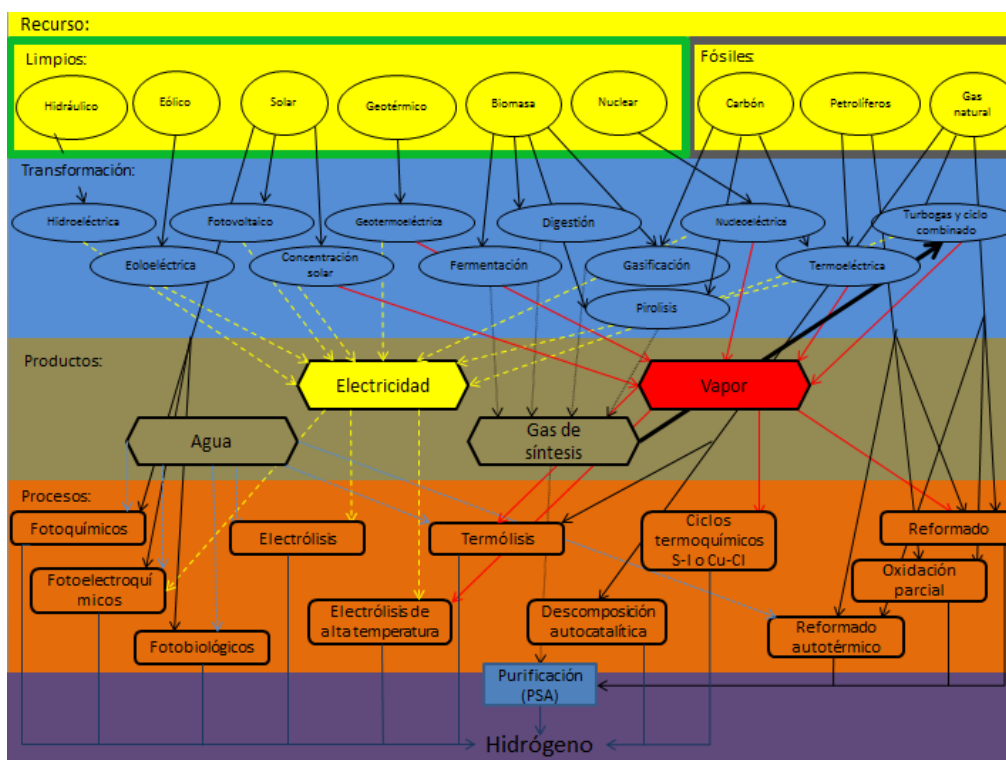 Recurso:
Limpios:
Fósiles:
Hidráulico
Eólico
Solar
Geotérmico
Biomasa
Nuclear
Carbón
Petrolíferos
Gas
natural
Transformación:
Hidroeléctrica
Fotovoltaico
Geotermoeléctrica
Digestión
Nucleoeléctrica
Turbogas y ciclo
combinado
Eoloeléctrica
Concentración
solar
Fermentación
Gasificación
Termoeléctrica
Pirolisis
Productos:
Electricidad
Vapor
Agua
Gas de
síntesis
Procesos:
Fotoquímicos
Electrólisis
Termólisis
Ciclos
termoquímicos
S-I o Cu-Cl
Reformado
Fotoelectroquí
micos
Oxidación
parcial
Electrólisis de
alta temperatura
Descomposición
autocatalítica
Reformado
autotérmico
Fotobiológicos
Purificación
(PSA)
Hidrógeno